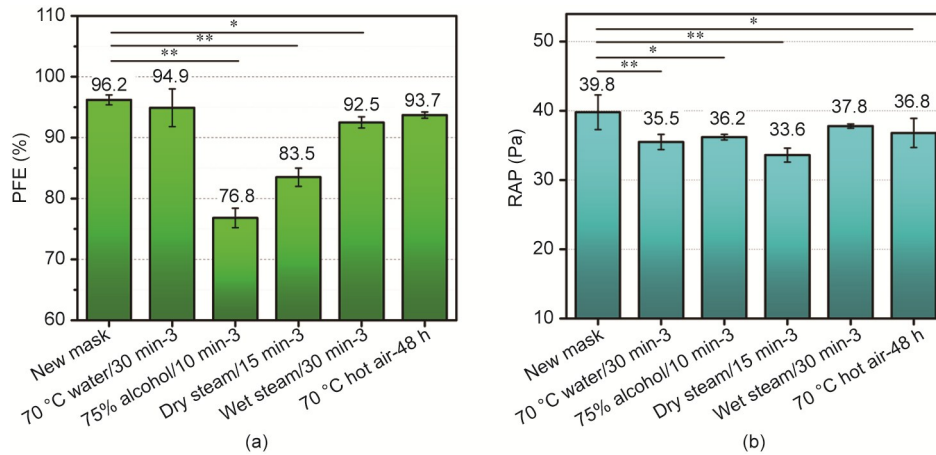 (a)
*
**
**
96.2
94.9
76.8
83.5
92.5
93.7
110
100
90
80
70
60
PFE (%)
New mask
70 °C water/30 min-3
75% alcohol/10 min-3
Dry steam/15 min-3
Wet steam/30 min-3
70 °C hot air-48 h
(a)
(b)
*
**
*
**
39.8
35.5
36.2
33.6
37.8
36.8
50
40
30
20
10
RAP (Pa)
New mask
70 °C water/30 min-3
75% alcohol/10 min-3
Dry steam/15 min-3
Wet steam/30 min-3
70 °C hot air-48 h
(b)